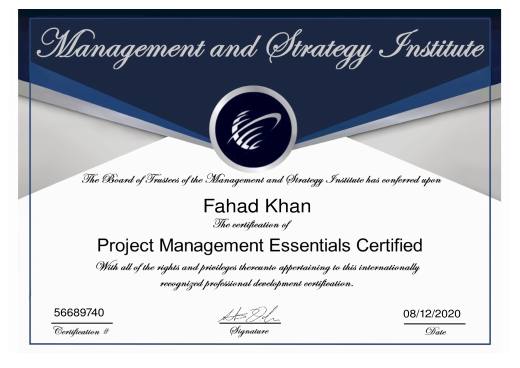 Management and Strategy Institute
The Board of Trustees of the Management and Strategy Institute has conferred upon
Fahad Khan
The certification of
Project Management Essentials Certified
With all of the rights and privileges thereunto appertaining to this internationally
recognized professional development certification.
56689740
08/12/2020
Certification #
Signature
Date